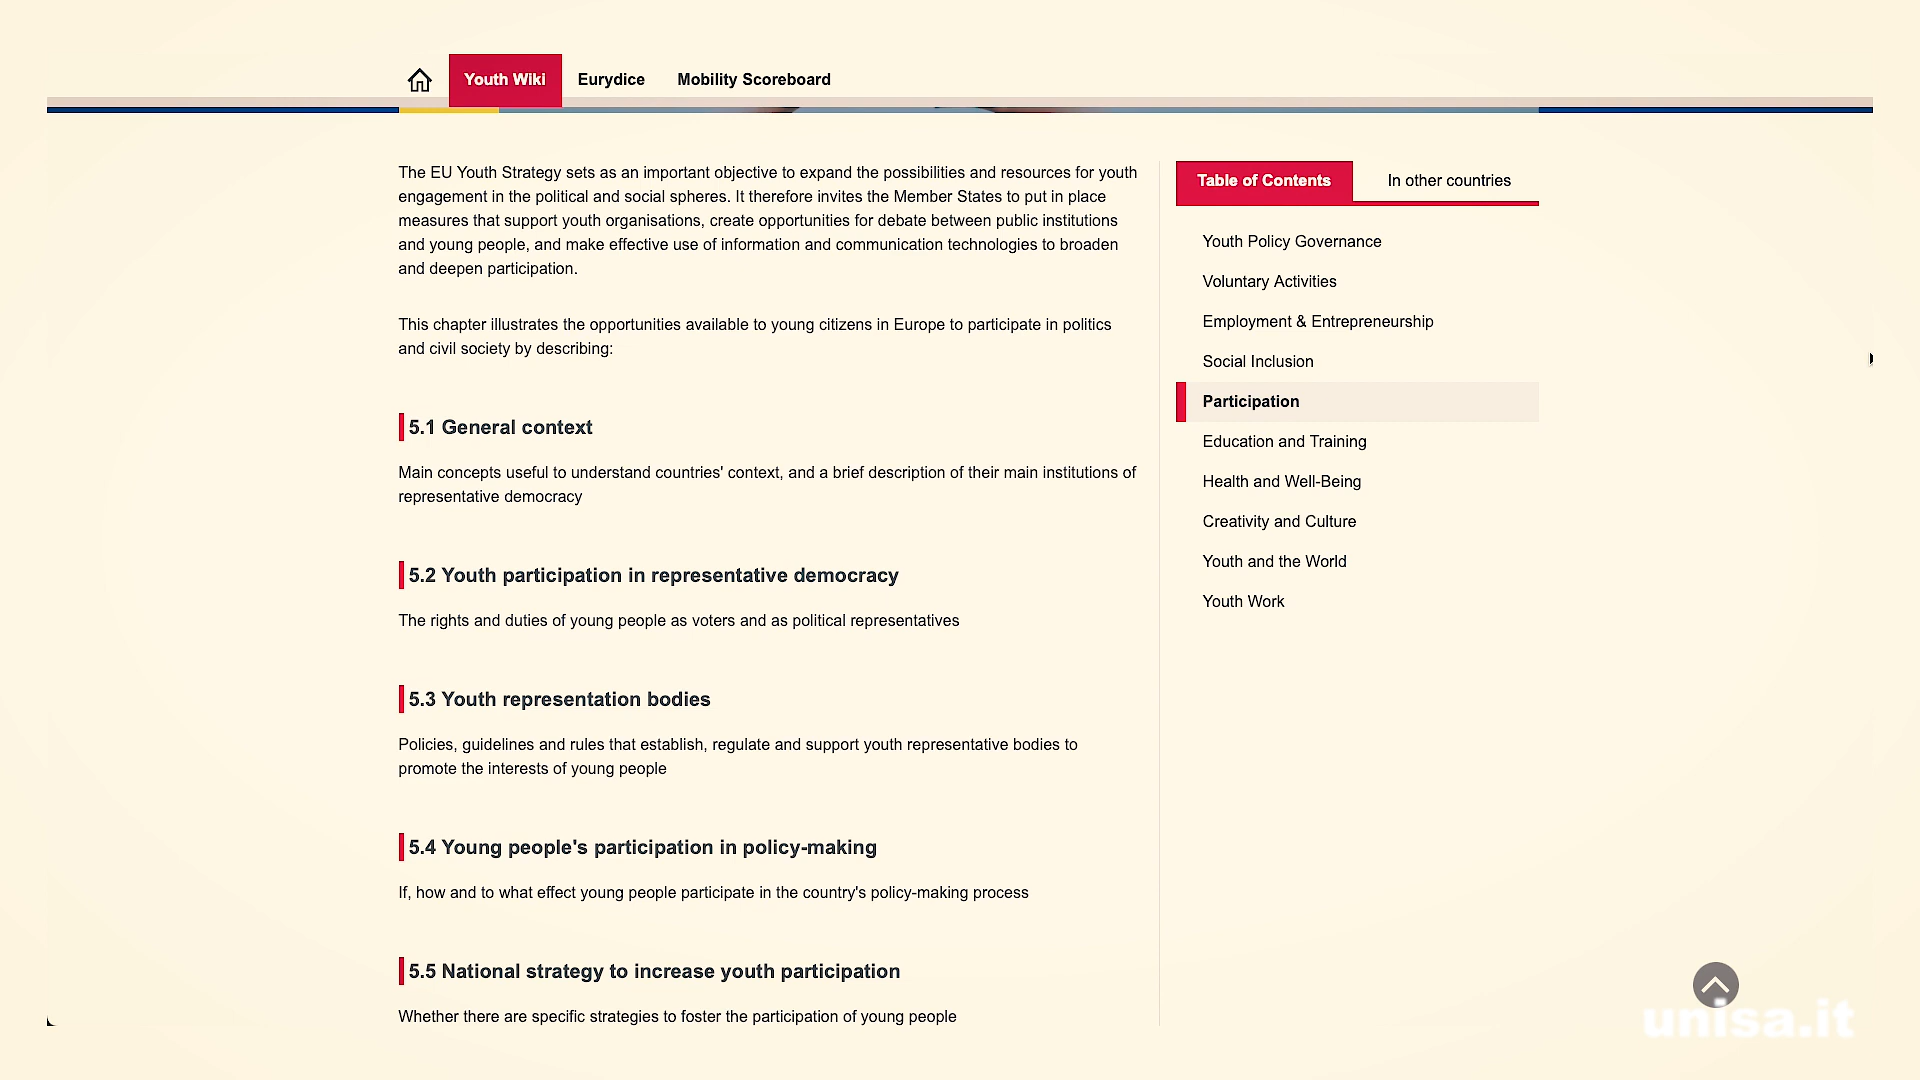 Youth Wiki
Eurydice
Mobility Scoreboard
The EU Youth Strategy sets as an important objective to expand the possibilities and resources for youth
engagement in the political and social spheres. It therefore invites the Member States to put in place
measures that support youth organisations, create opportunities for debate between public institutions
and young people, and make effective use of information and communication technologies to broaden
and deepen participation.
This chapter illustrates the opportunities available to young citizens in Europe to participate in politics
and civil society by describing:
5.1 General context
Main concepts useful to understand countries' context, and a brief description of their main institutions of
representative democracy
5.2 Youth participation in representative democracy
The rights and duties of young people as voters and as political representatives
5.3 Youth representation bodies
Policies, guidelines and rules that establish, regulate and support youth representative bodies to
promote the interests of young people
5.4 Young people's participation in policy-making
If, how and to what effect young people participate in the country's policy-making process
5.5 National strategy to increase youth participation
Whether there are specific strategies to foster the participation of young people
Table of Contents
In other countries
Youth Policy Governance
Voluntary Activities
Employment & Entrepreneurship
Social Inclusion
Participation
Education and Training
Health and Well-Being
Creativity and Culture
Youth and the World
Youth Work
unisa.it